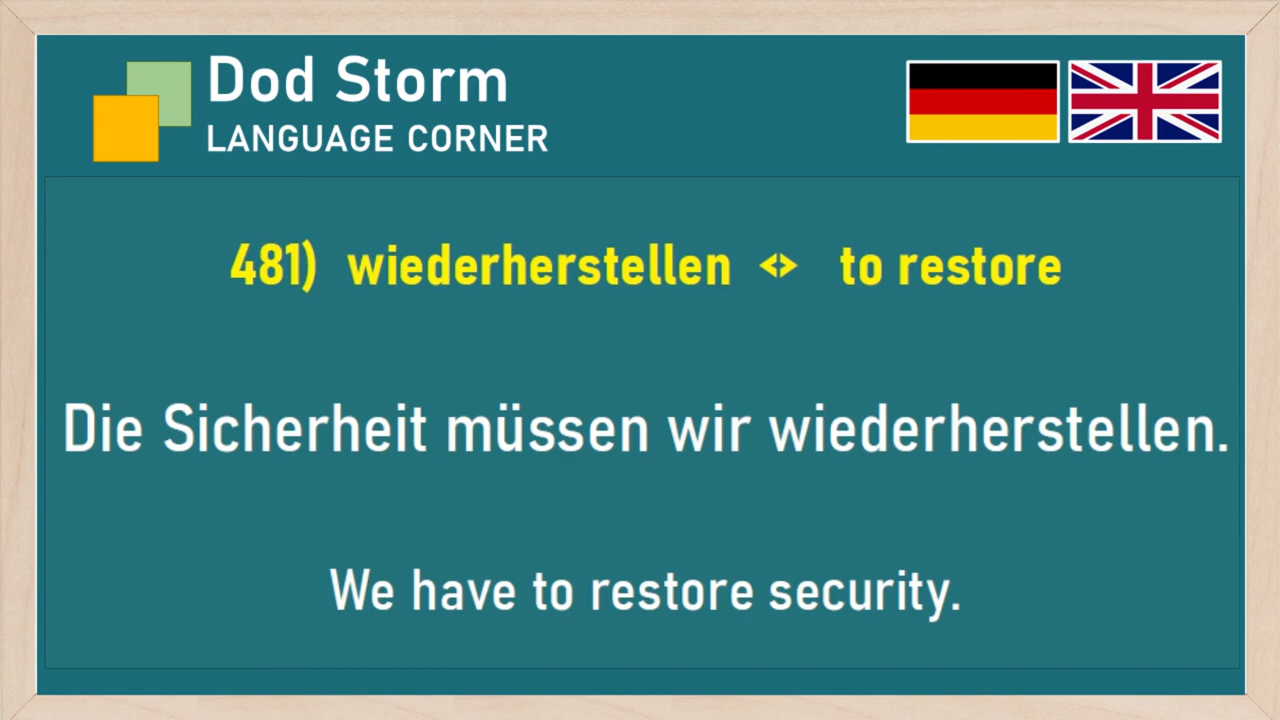 Dod Storm
LANGUAGE CORNER
481) wiederherstellen <> to restore
Die Sicherheit müssen wir wiederherstellen.
We have to restore security.